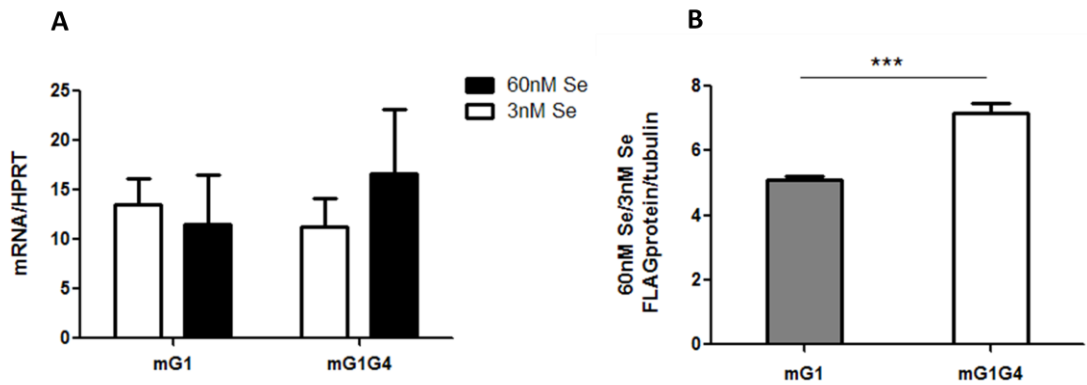 A
60nM Se
3nM Se
mRNA/HPRT
25
20
15
10
5
0
mG1
mG1G4
B
***
60nM Se/3nM Se
FLAGprotein/tubulin
8
6
4
2
0
mG1
mG1G4